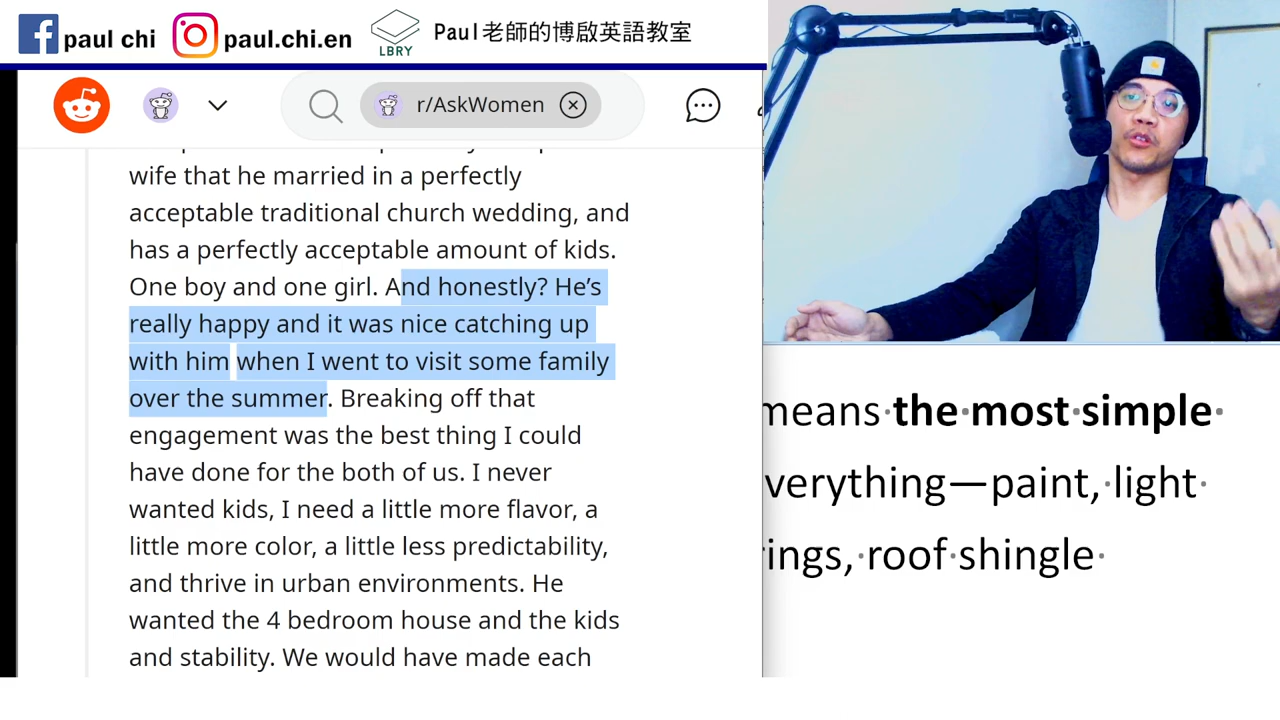 paul chi
paul.chi.en
LBRY
Paul老師的博啟英語教室
r/AskWomen
wife that he married in a perfectly
acceptable traditional church wedding, and
has a perfectly acceptable amount of kids.
One boy and one girl. And honestly? He's
really happy and it was nice catching up
with him when I went to visit some family
over the summer. Breaking off that
engagement was the best thing I could
have done for the both of us. I never
wanted kids, I need a little more flavor, a
little more color, a little less predictability,
and thrive in urban environments. He
wanted the 4 bedroom house and the kids
and stability. We would have made each
means the most simple
verything—paint, light
rings, roof shingle